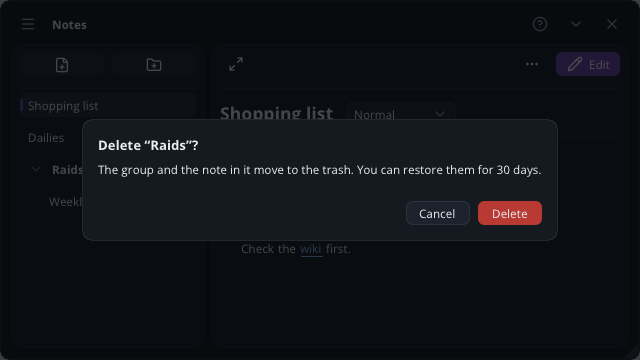 Notes
Edit
Shopping list
Dailies
Raids
Shopping list
Normal
Delete “Raids”?
The group and the note in it move to the trash. You can restore them for 30 days.
Cancel
Delete
Check the wiki first.